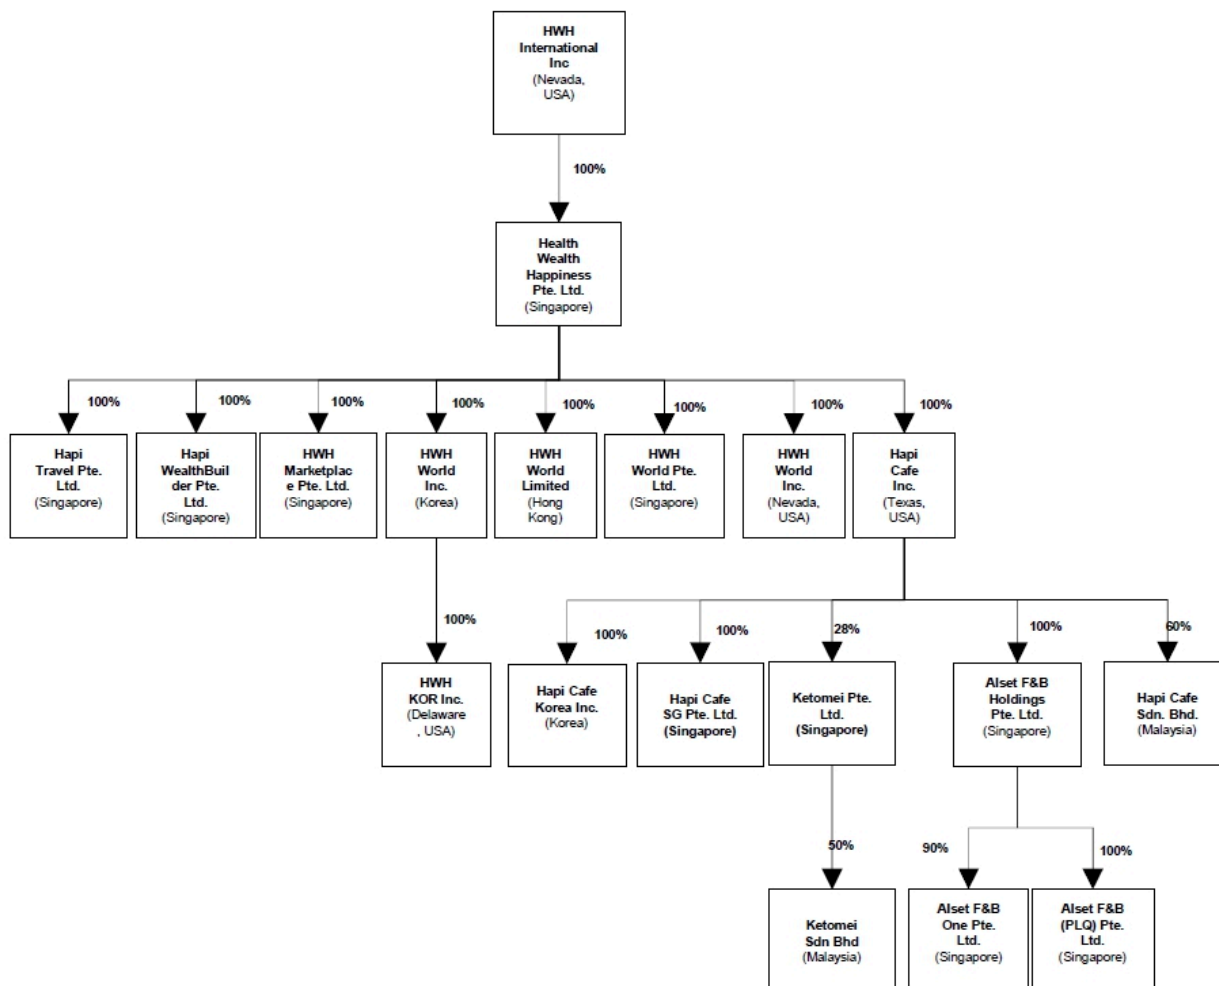 HWH
International
Inc
(Nevada,
USA)
100%
Health
Wealth
Happiness
Pte. Ltd.
(Singapore)
100%
100%
100%
100%
100%
100%
100%
100%
Hapi
Travel Pte.
Ltd.
(Singapore)
Hapi
WealthBuil
der Pte.
Ltd.
(Singapore)
HWH
Marketplac
e Pte. Ltd.
(Singapore)
HWH
World
Inc.
(Korea)
HWH
World
Limited
(Hong
Kong)
HWH
World Pte.
Ltd.
(Singapore)
HWH
World
Inc.
(Nevada,
USA)
Hapi
Cafe
Inc.
(Texas,
USA)
100%
100%
100%
28%
100%
60%
HWH
KOR Inc.
(Delaware
, USA)
Hapi Cafe
Korea Inc.
(Korea)
Hapi Cafe
SG Pte. Ltd.
(Singapore)
Ketomei Pte.
Ltd.
(Singapore)
Alset F&B
Holdings
Pte. Ltd.
(Singapore)
Hapi Cafe
Sdn. Bhd.
(Malaysia)
50%
90%
100%
Ketomei
Sdn Bhd
(Malaysia)
Alset F&B
One Pte.
Ltd.
(Singapore)
Alset F&B
(PLQ) Pte.
Ltd.
(Singapore)